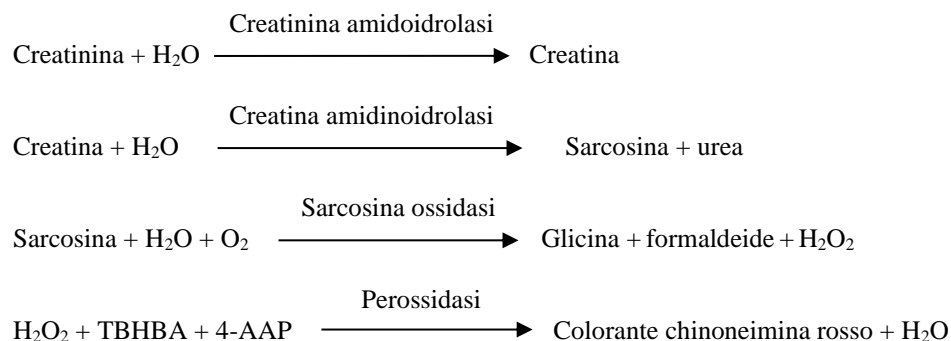 Creatinina amidoidrolasi
Creatinina + H₂O Creatina
Creatina amidinoidrolasi
Creatina + H₂O Sarcosina + urea
Sarcosina ossidasi
Sarcosina + H₂O + O₂ Glicina + formaldeide + H₂O₂
Perossidasi
H₂O₂ + TBHBA + 4-AAP Colorante chinoneimina rosso + H₂O